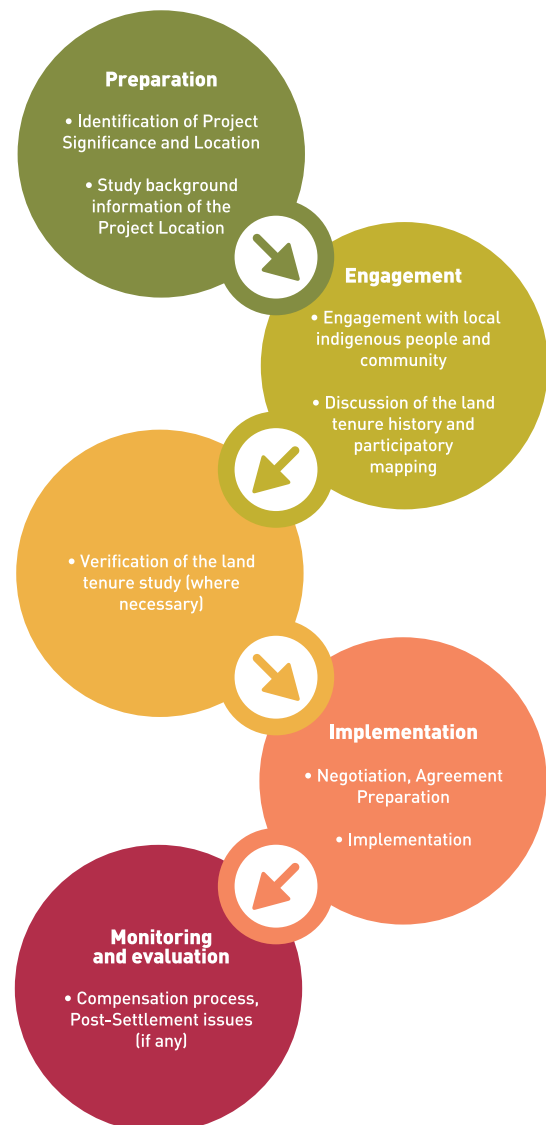 Preparation
• Identification of Project
Significance and Location
• Study background
information of the
Project Location
Engagement
• Engagement with local
indigenous people and
community
• Discussion of the land
tenure history and
participatory
mapping
• Verification of the land
tenure study (where
necessary)
Implementation
• Negotiation, Agreement
Preparation
• Implementation
Monitoring
and evaluation
• Compensation process,
Post-Settlement issues
(if any)